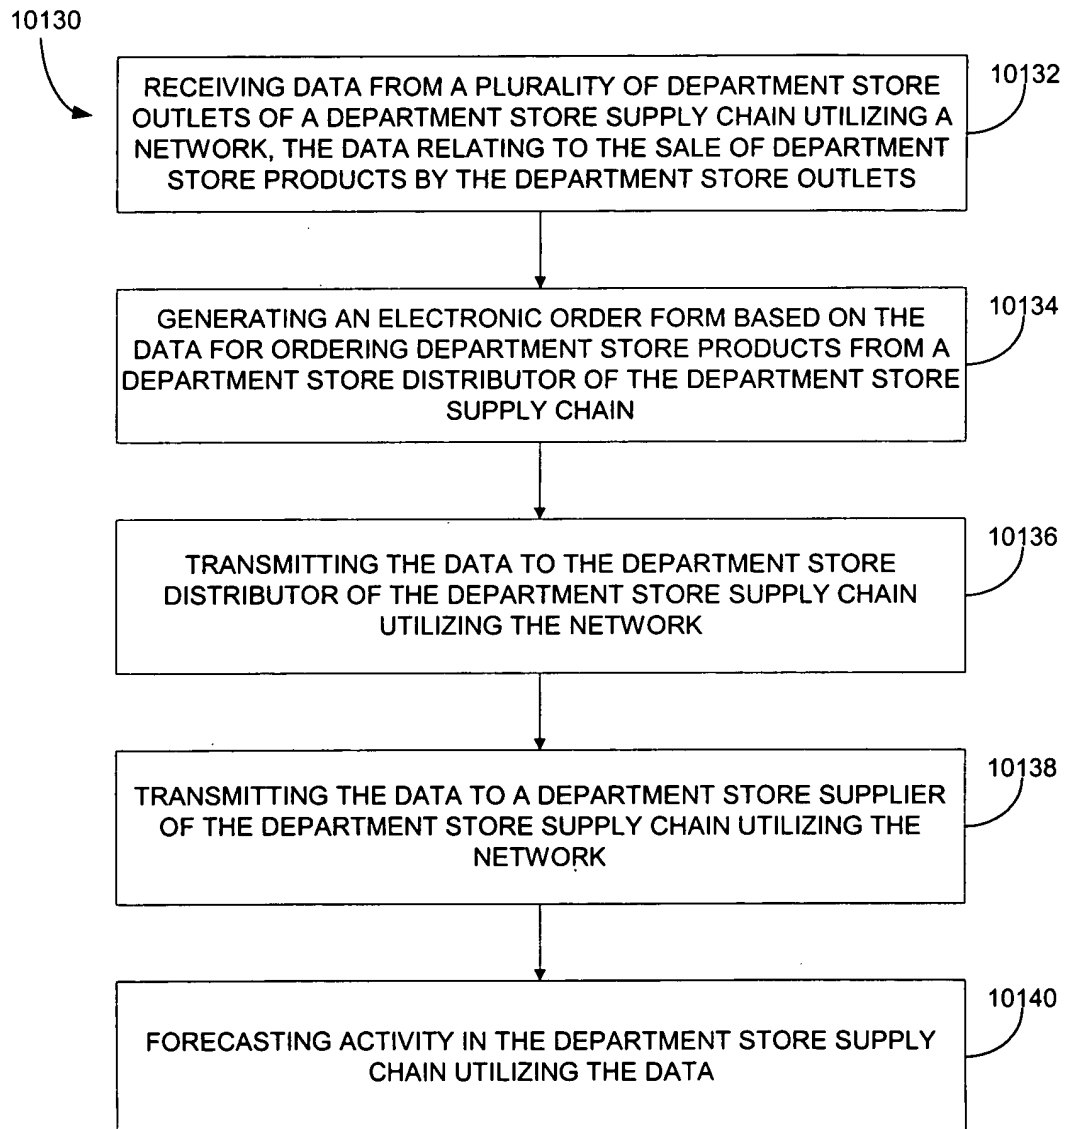 10130
RECEIVING DATA FROM A PLURALITY OF DEPARTMENT STORE
OUTLETS OF A DEPARTMENT STORE SUPPLY CHAIN UTILIZING A
NETWORK, THE DATA RELATING TO THE SALE OF DEPARTMENT
STORE PRODUCTS BY THE DEPARTMENT STORE OUTLETS
10132
GENERATING AN ELECTRONIC ORDER FORM BASED ON THE
DATA FOR ORDERING DEPARTMENT STORE PRODUCTS FROM A
DEPARTMENT STORE DISTRIBUTOR OF THE DEPARTMENT STORE
SUPPLY CHAIN
10134
TRANSMITTING THE DATA TO THE DEPARTMENT STORE
DISTRIBUTOR OF THE DEPARTMENT STORE SUPPLY CHAIN
UTILIZING THE NETWORK
10136
TRANSMITTING THE DATA TO A DEPARTMENT STORE SUPPLIER
OF THE DEPARTMENT STORE SUPPLY CHAIN UTILIZING THE
NETWORK
10138
FORECASTING ACTIVITY IN THE DEPARTMENT STORE SUPPLY
CHAIN UTILIZING THE DATA
10140